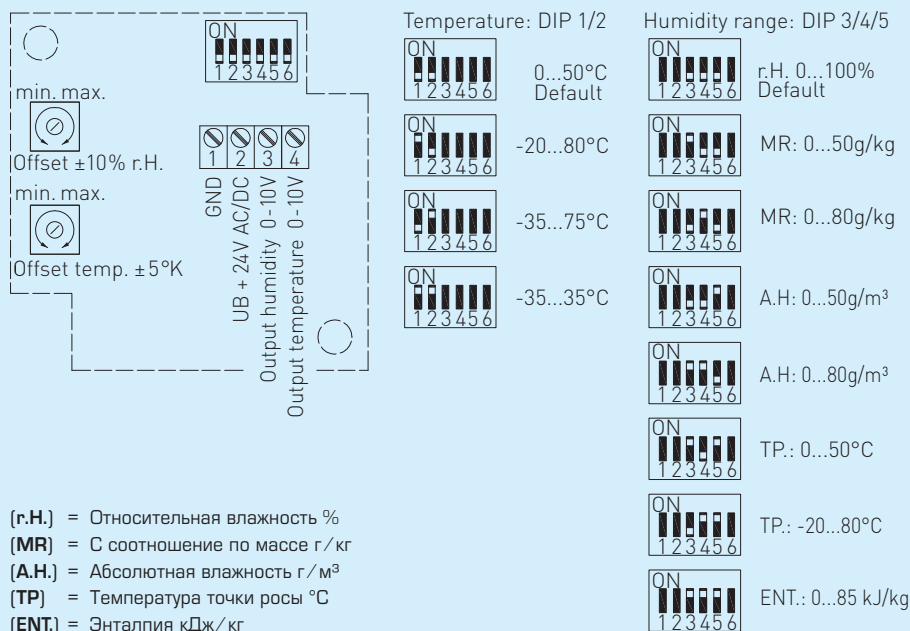 ON
123456
min. max.
Offset ±10% r.H.
min. max.
Offset temp. ±5°K
1 2 3 4
GND
UB + 24V AC/DC
Output humidity 0-10V
Output temperature 0-10V
Temperature: DIP 1/2
ON
123456
0...50°C
Default
ON
123456
-20...80°C
ON
123456
-35...75°C
ON
123456
-35...35°C
Humidity range: DIP 3/4/5
ON
123456
r.H. 0...100%
Default
ON
123456
MR: 0...50g/kg
ON
123456
MR: 0...80g/kg
ON
123456
A.H: 0...50g/m³
ON
123456
A.H: 0...80g/m³
ON
123456
TP.: 0...50°C
ON
123456
TP.: -20...80°C
ON
123456
ENT.: 0...85 kJ/kg
(r.H.) = Относительная влажность %
(MR) = С соотношение по массе г/кг
(A.H.) = Абсолютная влажность г/м³
(TP) = Температура точки росы °C
(ENT.) = Энталпия кДж/кг